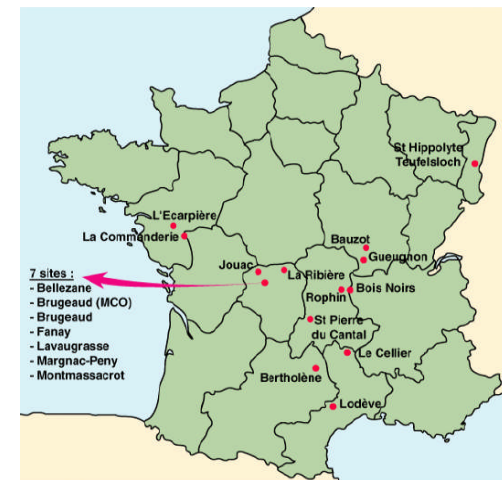 St Hippolyte
Teufelsloch
L'Ecarpière
La Commanderie
Bauzot
Gueugnon
Jouac
La Ribière
Rophin
Bois Noirs
St Pierre
du Cantal
Le Cellier
Bertholène
Lodève
7 sites :
- Bellezane
- Brugeaud (MCO)
- Brugeaud
- Fanay
- Lavaugrasse
- Margnac-Peny
- Montmassacrot